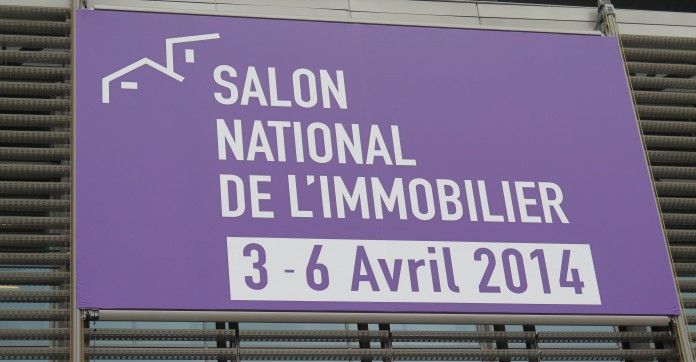 SALON
NATIONAL
DE L'IMMOBILIER
3 - 6 Avril 2014